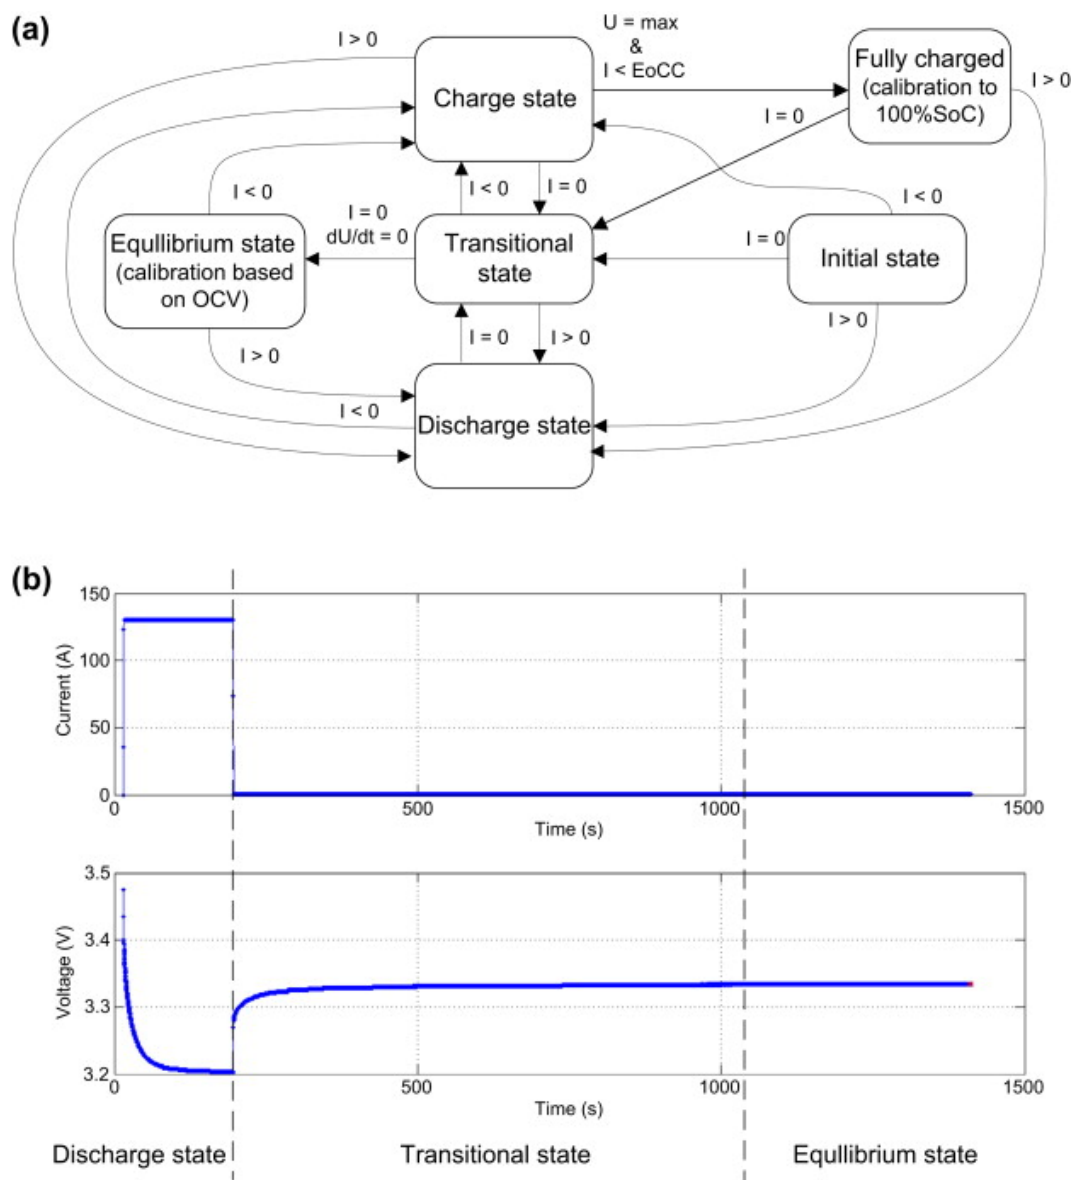 (a)
I > 0
U = max
&
I < EoCC
Charge state
Fully charged
(calibration to
100%SoC)
I > 0
I = 0
I < 0
I < 0
I = 0
I < 0
I = 0
dU/dt = 0
Equllibrium state
(calibration based
on OCV)
Transitional
state
I = 0
Initial state
I > 0
I = 0
I > 0
I > 0
I < 0
Discharge state
(b)
150
100
50
0
Current (A)
0
500
1000
1500
Time (s)
3.5
3.4
3.3
3.2
Voltage (V)
0
500
1000
1500
Time (s)
Discharge state
Transitional state
Equllibrium state